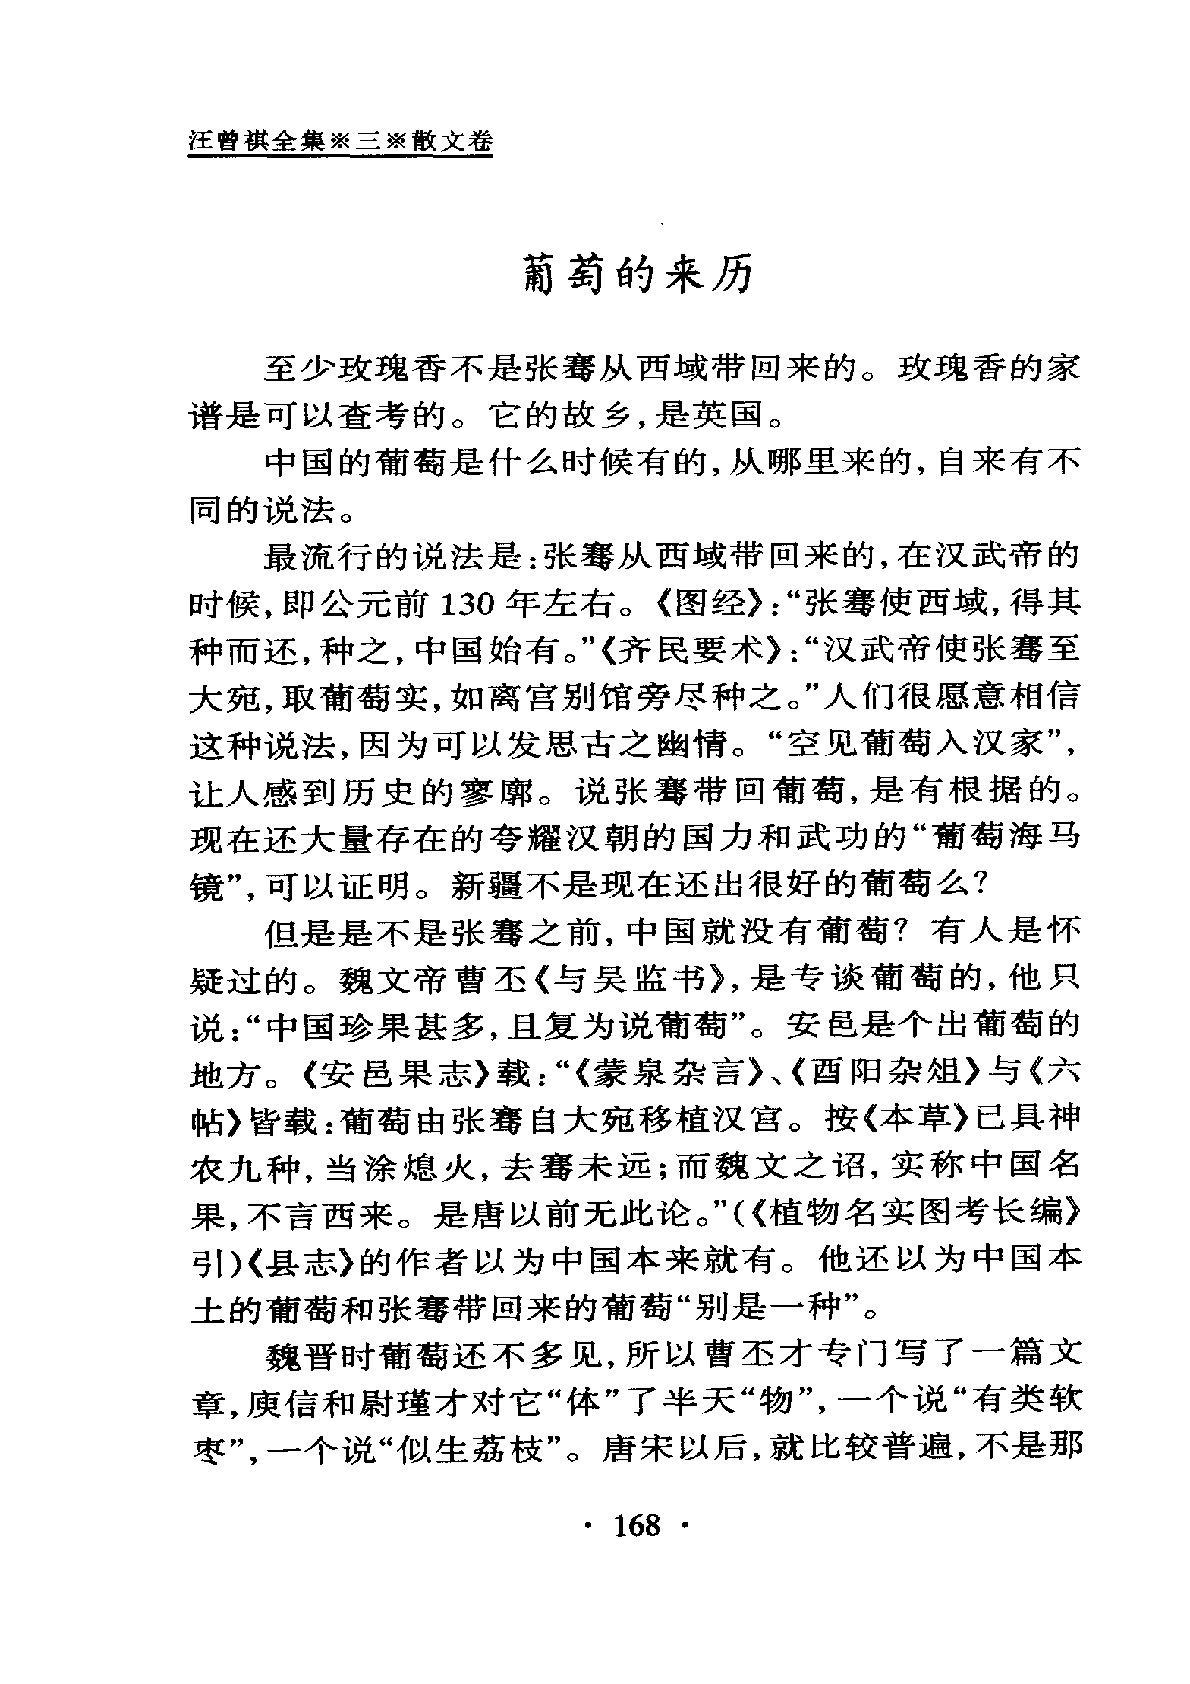 汪曾祺全集※三※散文卷
葡萄的来历
至少玫瑰香不是张骞从西域带回来的。玫瑰香的家
谱是可以查考的。它的故乡,是英国。
中国的葡萄是什么时候有的,从哪里来的,自来有不
同的说法。
最流行的说法是:张骞从西域带回来的,在汉武帝的
时候,即公元前 130 年左右。《图经》:“张骞使西域,得其
种而还,种之,中国始有。”《齐民要术》:“汉武帝使张骞至
大宛,取葡萄实,如离宫别馆旁尽种之。”人们很愿意相信
这种说法,因为可以发思古之幽情。“空见葡萄入汉家”,
让人感到历史的寥廓。说张骞带回葡萄,是有根据的。
现在还大量存在的夸耀汉朝的国力和武功的“葡萄海马
镜”,可以证明。新疆不是现在还出很好的葡萄么?
但是是不是张骞之前,中国就没有葡萄?有人是怀
疑过的。魏文帝曹丕《与吴监书》,是专谈葡萄的,他只
说:“中国珍果甚多,且复为说葡萄”。安邑是个出葡萄的
地方。《安邑果志》载:“《蒙泉杂言》、《酉阳杂俎》与《六
帖》皆载:葡萄由张骞自大宛移植汉宫。按《本草》已具神
农九种,当涂熄火,去骞未远;而魏文之诏,实称中国名
果,不言西来。是唐以前无此论。”(《植物名实图考长编》
引)《县志》的作者以为中国本来就有。他还以为中国本
土的葡萄和张骞带回来的葡萄“别是一种”。
魏晋时葡萄还不多见,所以曹丕才专门写了一篇文
章,庾信和尉瑾才对它“体”了半天“物”,一个说“有类软
枣”,一个说“似生荔枝”。唐宋以后,就比较普遍,不是那
· 168 ·